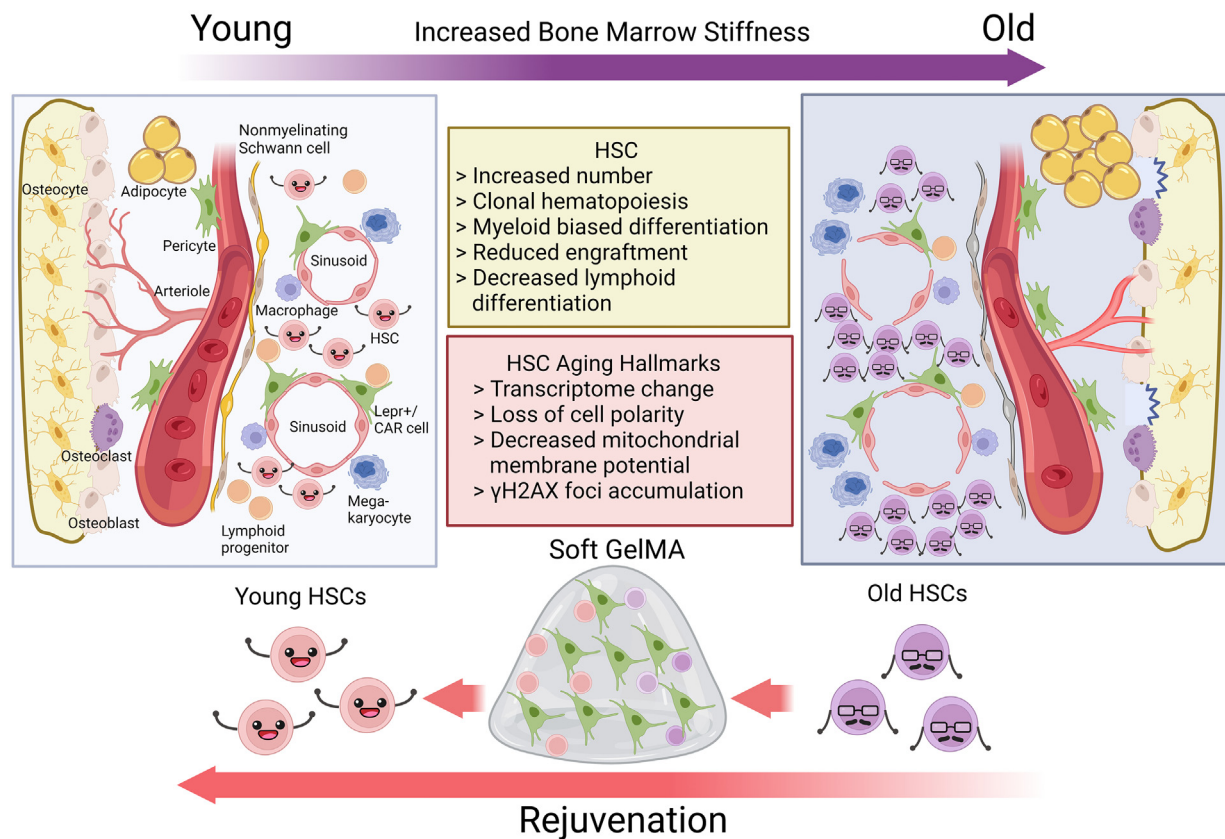 Young
Increased Bone Marrow Stiffness
Old
Nonmyelinating
Schwann cell
Osteocyte
Adipocyte
Pericyte
Sinusoid
Arteriole
Macrophage
HSC
Lepr+/
CAR cell
Sinusoid
Osteoclast
Mega-
karyocyte
Osteoblast
Lymphoid
progenitor
HSC
> Increased number
> Clonal hematopoiesis
> Myeloid biased differentiation
> Reduced engraftment
> Decreased lymphoid
differentiation
HSC Aging Hallmarks
> Transcriptome change
> Loss of cell polarity
> Decreased mitochondrial
membrane potential
> γH2AX foci accumulation
Soft GelMA
Young HSCs
Old HSCs
Rejuvenation